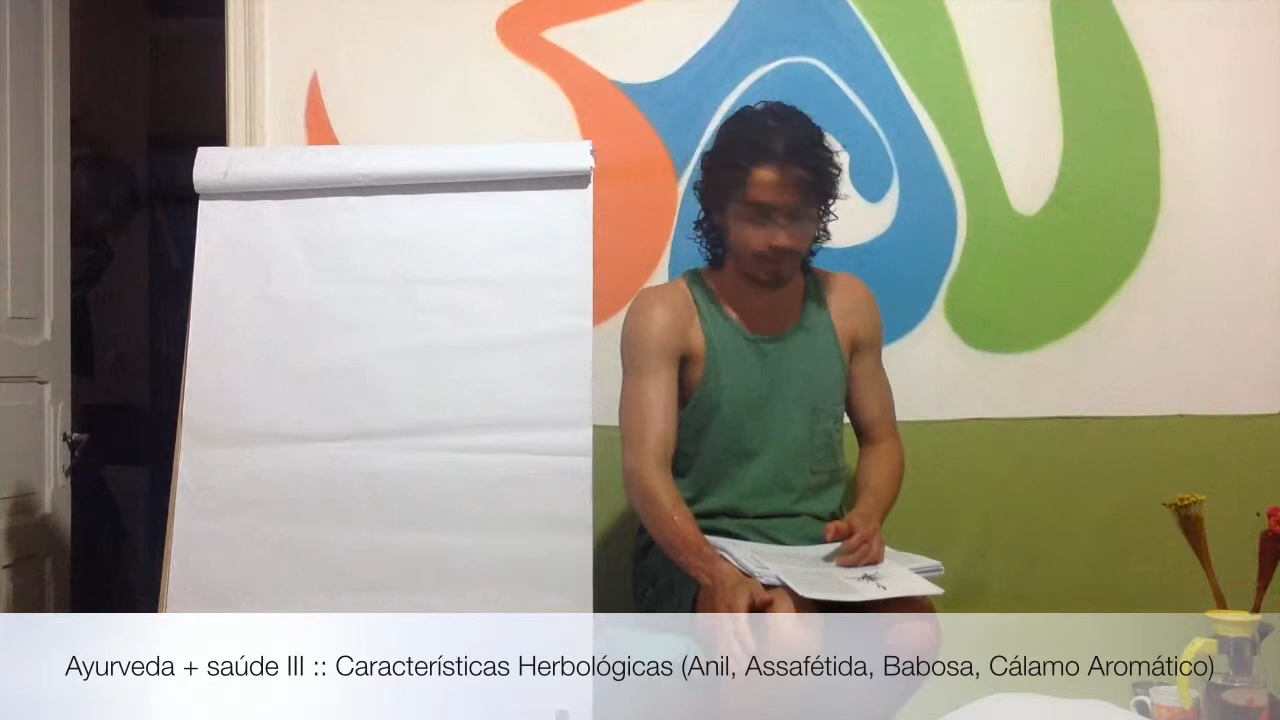 Ayurveda + saúde III :: Características Herbológicas (Anil, Assafétida, Babosa, Cálamo Aromático)